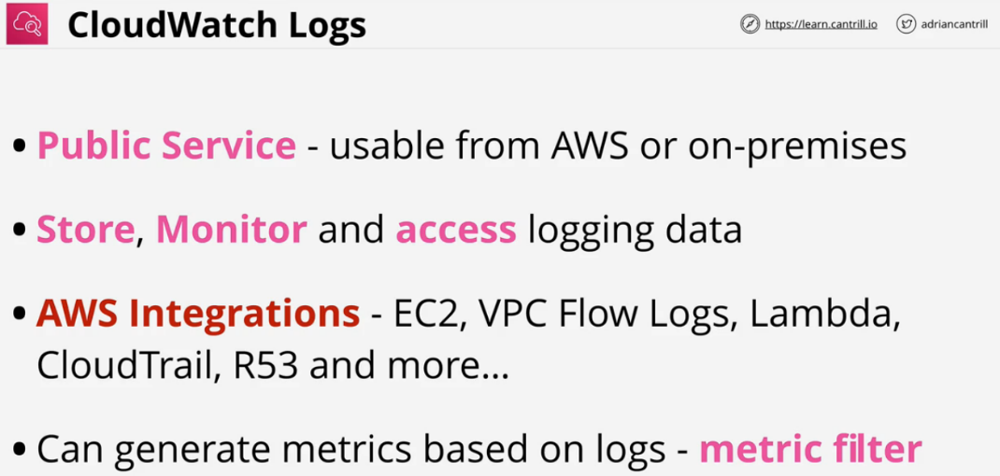 CloudWatch Logs
https://learn.cantrill.io
adriancantrill
• Public Service - usable from AWS or on-premises
• Store, Monitor and access logging data
• AWS Integrations - EC2, VPC Flow Logs, Lambda,
CloudTrail, R53 and more...
• Can generate metrics based on logs - metric filter